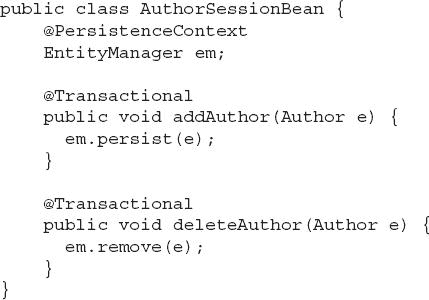 public class AuthorSessionBean {
    @PersistenceContext
    EntityManager em;

    @Transactional
    public void addAuthor(Author e) {
      em.persist(e);
    }

    @Transactional
    public void deleteAuthor(Author e) {
      em.remove(e);
    }
}